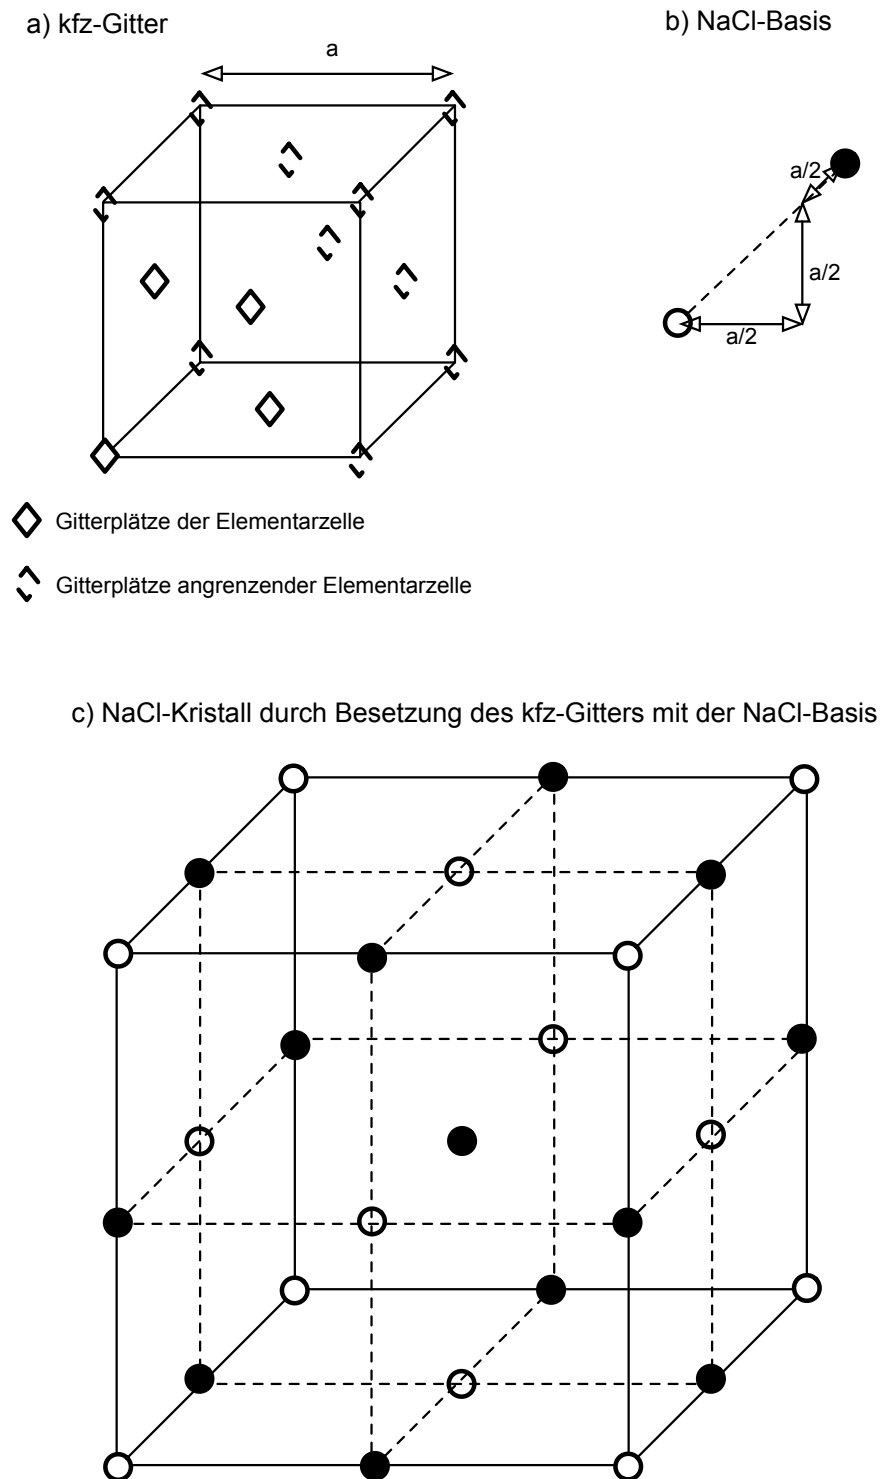 a) kfz-Gitter
b) NaCl-Basis
a
a/2
a/2
a/2
Gitterplätze der Elementarzelle
Gitterplätze angrenzender Elementarzelle
c) NaCl-Kristall durch Besetzung des kfz-Gitters mit der NaCl-Basis